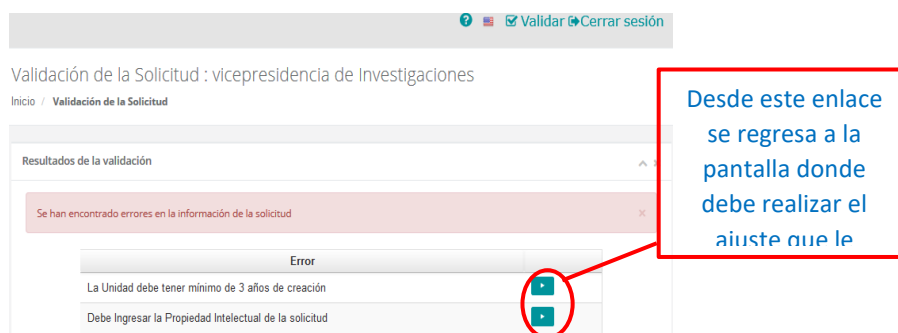 Validar Cerrar sesión
Validación de la Solicitud : vicepresidencia de Investigaciones
Inicio / Validación de la Solicitud
Resultados de la validación
Se han encontrado errores en la información de la solicitud
Error
La Unidad debe tener mínimo de 3 años de creación
Debe Ingresar la Propiedad Intelectual de la solicitud
Desde este enlace
se regresa a la
pantalla donde
debe realizar el
ajuste que le